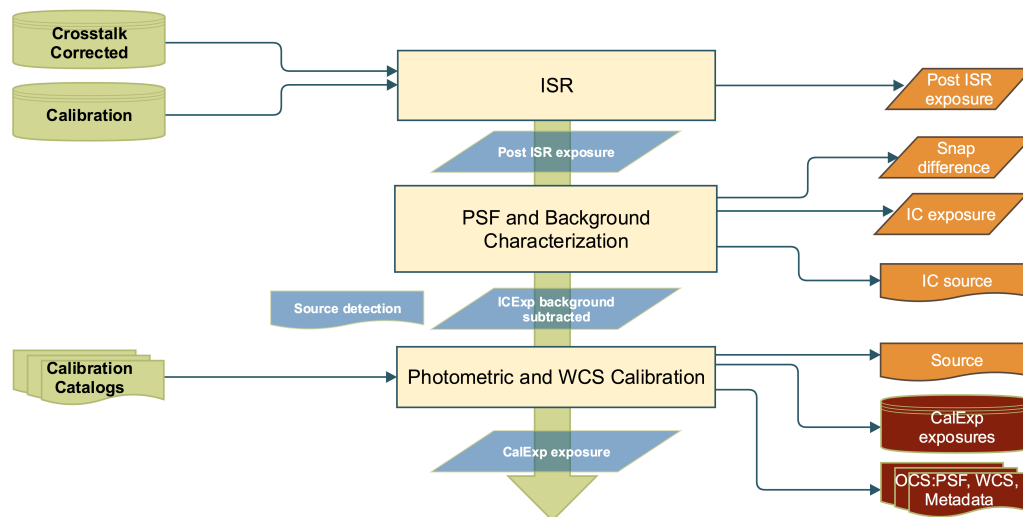 Crosstalk
Corrected
Calibration
ISR
Post ISR
exposure
Post ISR exposure
Snap
difference
PSF and Background
Characterization
IC exposure
IC source
Source detection
ICExp background
subtracted
Calibration
Catalogs
Photometric and WCS Calibration
Source
CalExp
exposures
CalExp exposure
OCS:PSF, WCS,
Metadata